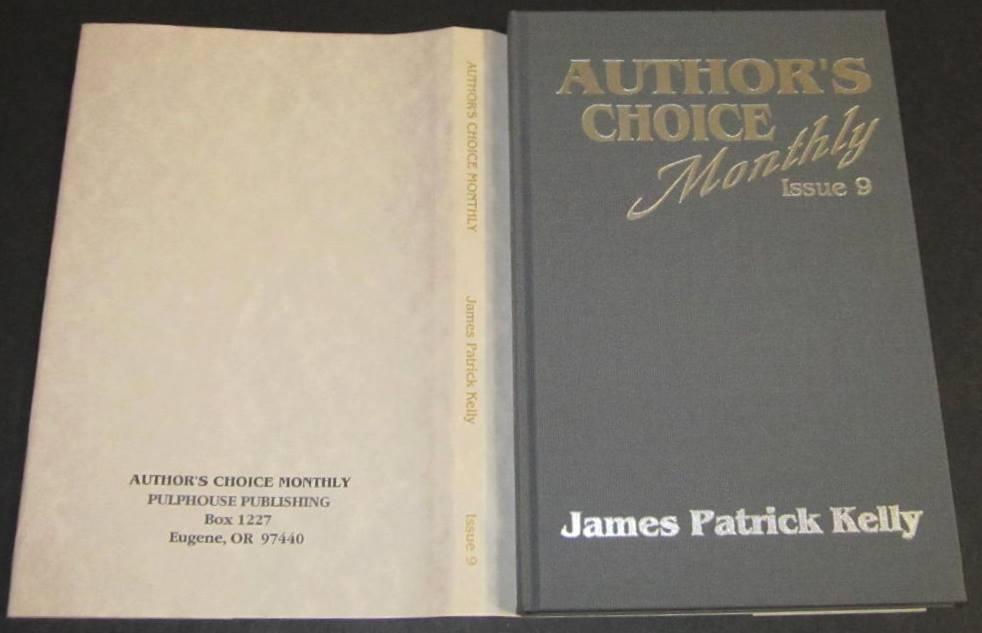 AUTHOR'S CHOICE MONTHLY
PULPHOUSE PUBLISHING
Box 1227
Eugene, OR 97440
AUTHOR'S CHOICE MONTHLY
James Patrick Kelly
Issue 9
AUTHOR'S
CHOICE
Monthly
Issue 9
James Patrick Kelly